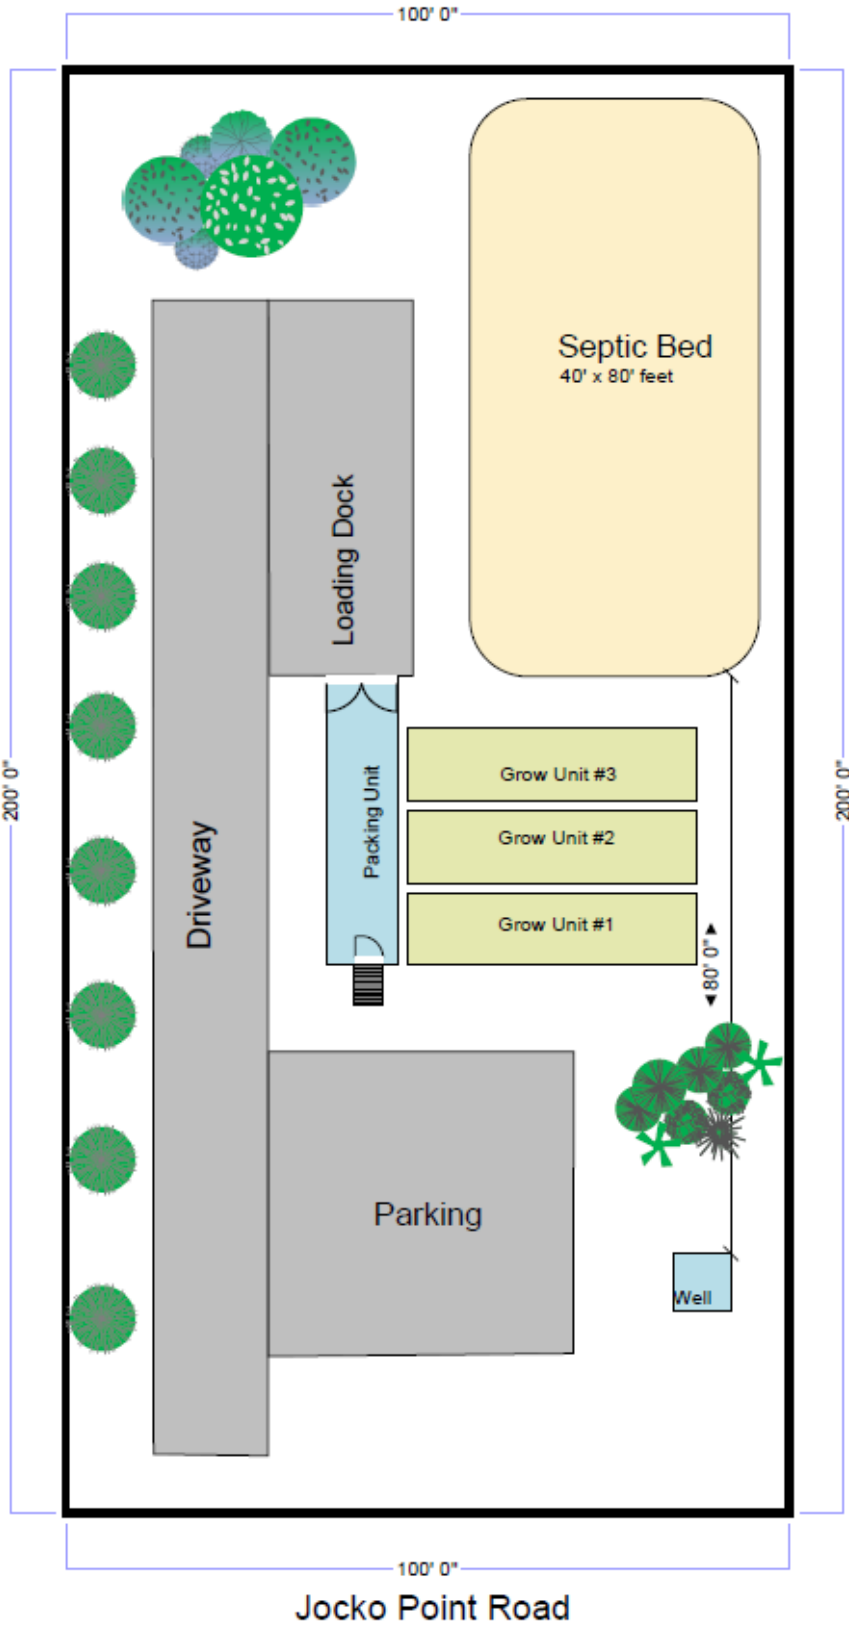 100' 0"
Septic Bed
40' x 80' feet
Loading Dock
200' 0"
200' 0"
Grow Unit #3
Packing Unit
Grow Unit #2
Driveway
Grow Unit #1
80' 0"
Parking
Well
100' 0"
Jocko Point Road